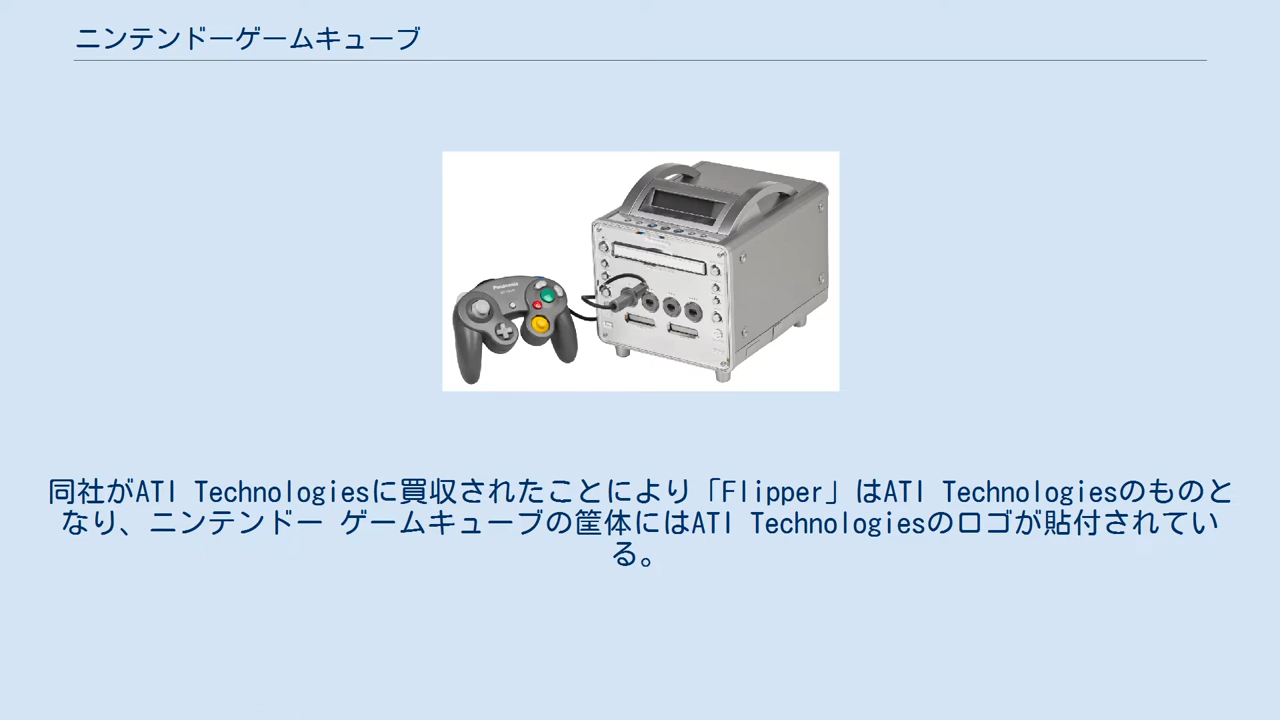 ニンテンドーゲームキューブ
Panasonic
同社がATI Technologiesに買収されたことにより「Flipper」はATI Technologiesのものと
なり、ニンテンドー ゲームキューブの筐体にはATI Technologiesのロゴが貼付されてい
る。